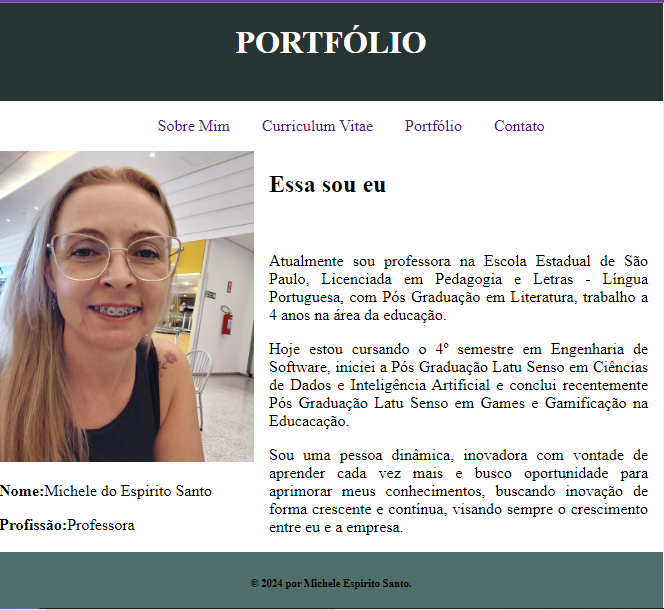 PORTFÓLIO
Sobre Mim Curriculum Vitae Portfólio Contato
Essa sou eu
Atualmente sou professora na Escola Estadual de São
Paulo, Licenciada em Pedagogia e Letras - Língua
Portuguesa, com Pós Graduação em Literatura, trabalho a
4 anos na área da educação.
Hoje estou cursando o 4º semestre em Engenharia de
Software, iniciei a Pós Graduação Latu Senso em Ciências
de Dados e Inteligência Artificial e conclui recentemente
Pós Graduação Latu Senso em Games e Gamificação na
Educacação.
Sou uma pessoa dinâmica, inovadora com vontade de
aprender cada vez mais e busco oportunidade para
aprimorar meus conhecimentos, buscando inovação de
forma crescente e contínua, visando sempre o crescimento
entre eu e a empresa.
Nome:Michele do Espirito Santo
Profissão:Professora
© 2024 por Michele Espirito Santo.